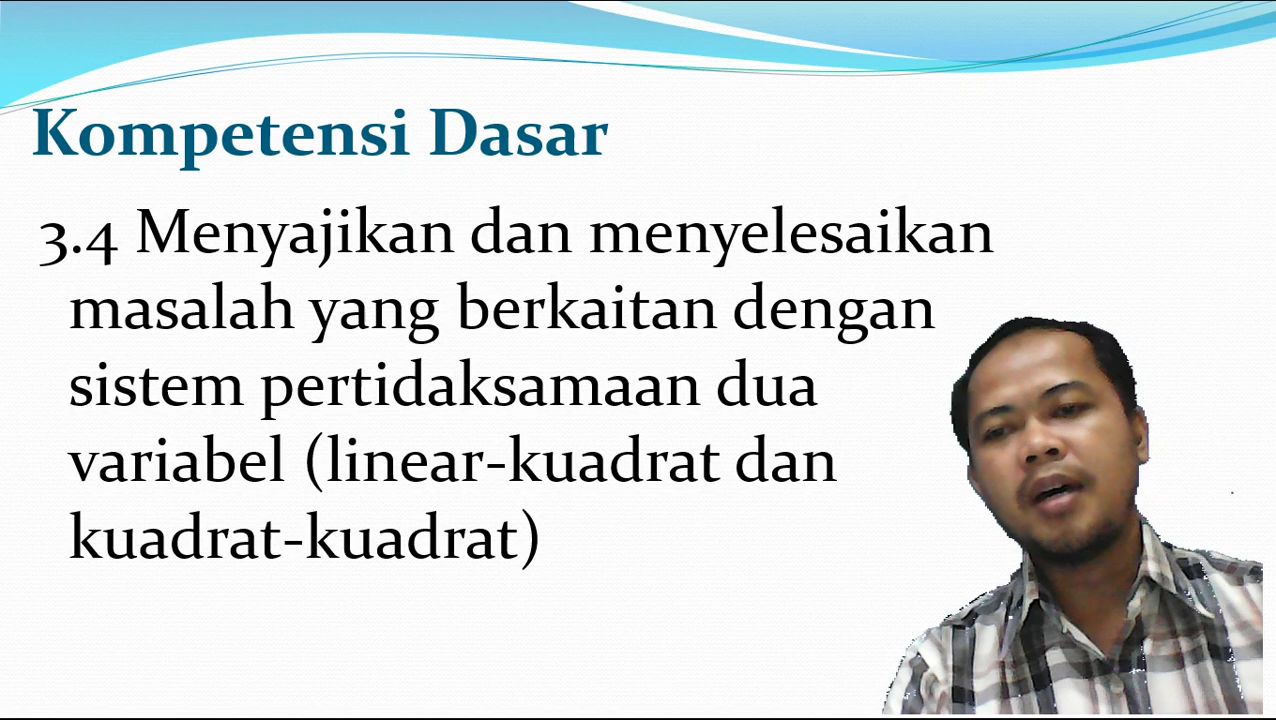 Kompetensi Dasar
3.4 Menyajikan dan menyelesaikan
masalah yang berkaitan dengan
sistem pertidaksamaan dua
variabel (linear-kuadrat dan
kuadrat-kuadrat)